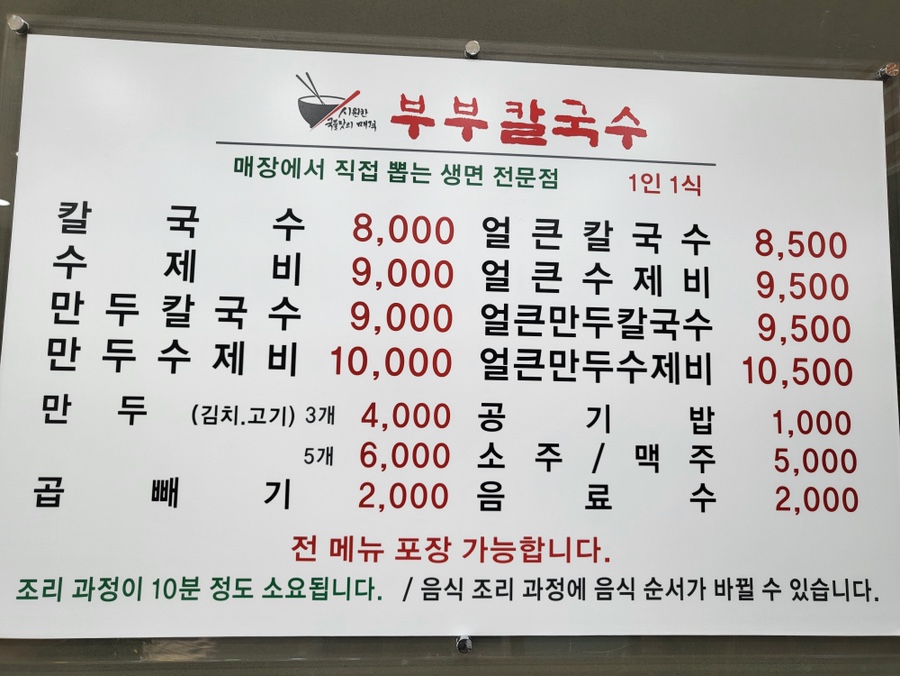 시원한
국물맛의 매력
부부칼국수
매장에서 직접 뽑는 생면 전문점 1인 1식
칼국수 8,000 얼큰칼국수 8,500
수제비 9,000 얼큰수제비 9,500
만두칼국수 9,000 얼큰만두칼국수 9,500
만두수제비 10,000 얼큰만두수제비 10,500
만두 (김치.고기) 3개 4,000 공기밥 1,000
5개 6,000 소주/맥주 5,000
곱빼기 2,000 음료수 2,000
전 메뉴 포장 가능합니다.
조리 과정이 10분 정도 소요됩니다. / 음식 조리 과정에 음식 순서가 바뀔 수 있습니다.